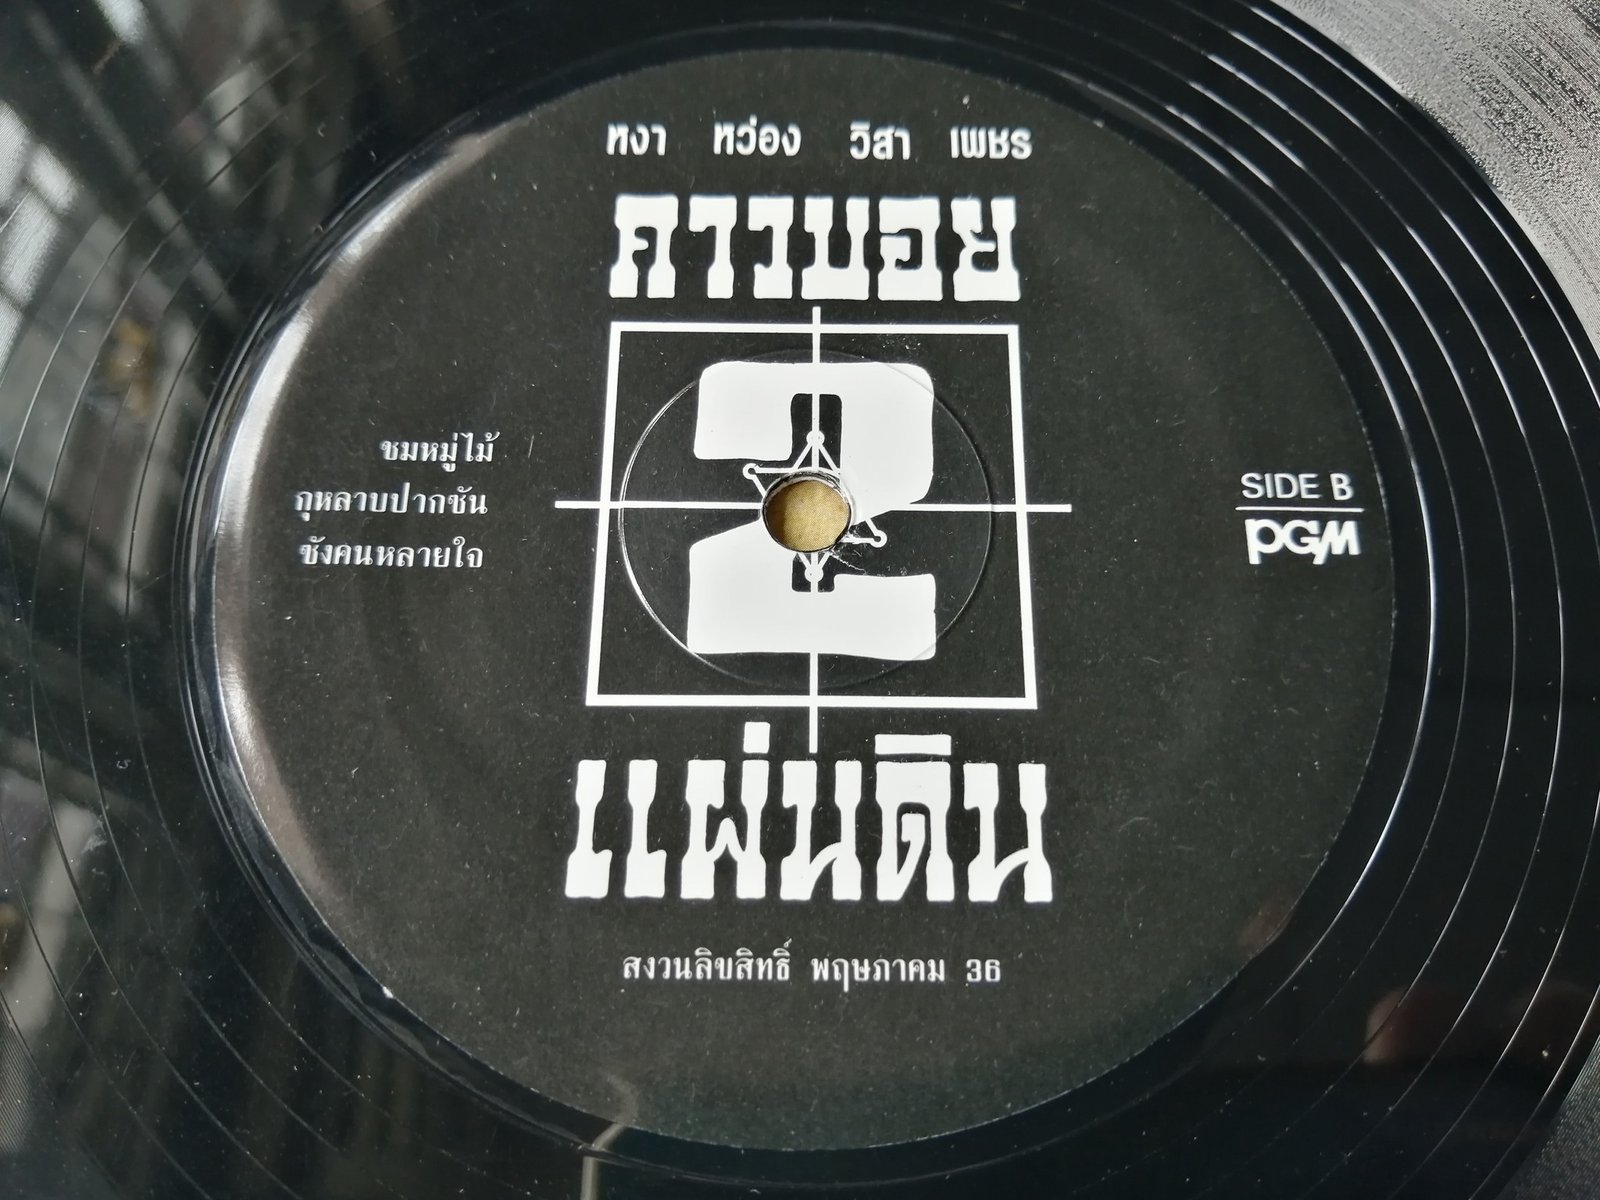 หงา หว่อง วิสา เพชร
คาวบอย
2
แผ่นดิน
ชมหมู่ไม้
กุหลาบปากซัน
ชังคนหลายใจ
SIDE B
PGM
สงวนลิขสิทธิ์ พฤษภาคม 36